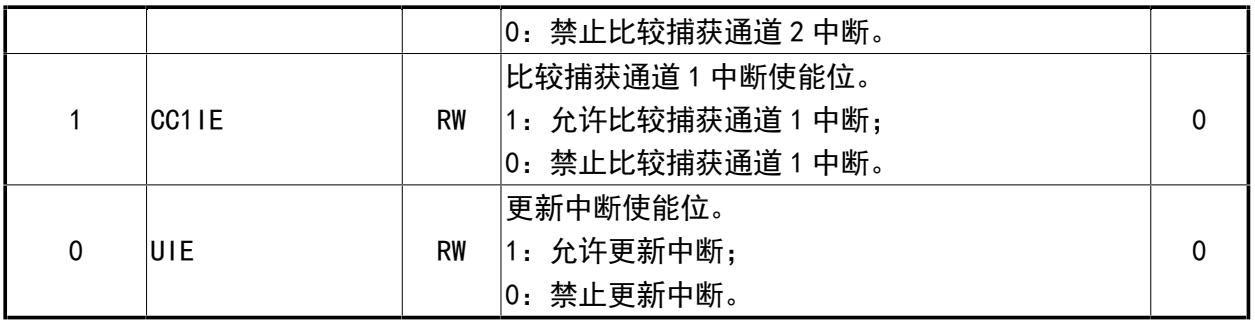 0：禁止比较捕获通道 2 中断。
1 CC1IE RW 比较捕获通道 1 中断使能位。
1：允许比较捕获通道 1 中断；
0：禁止比较捕获通道 1 中断。 0
0 UIE RW 更新中断使能位。
1：允许更新中断；
0：禁止更新中断。 0